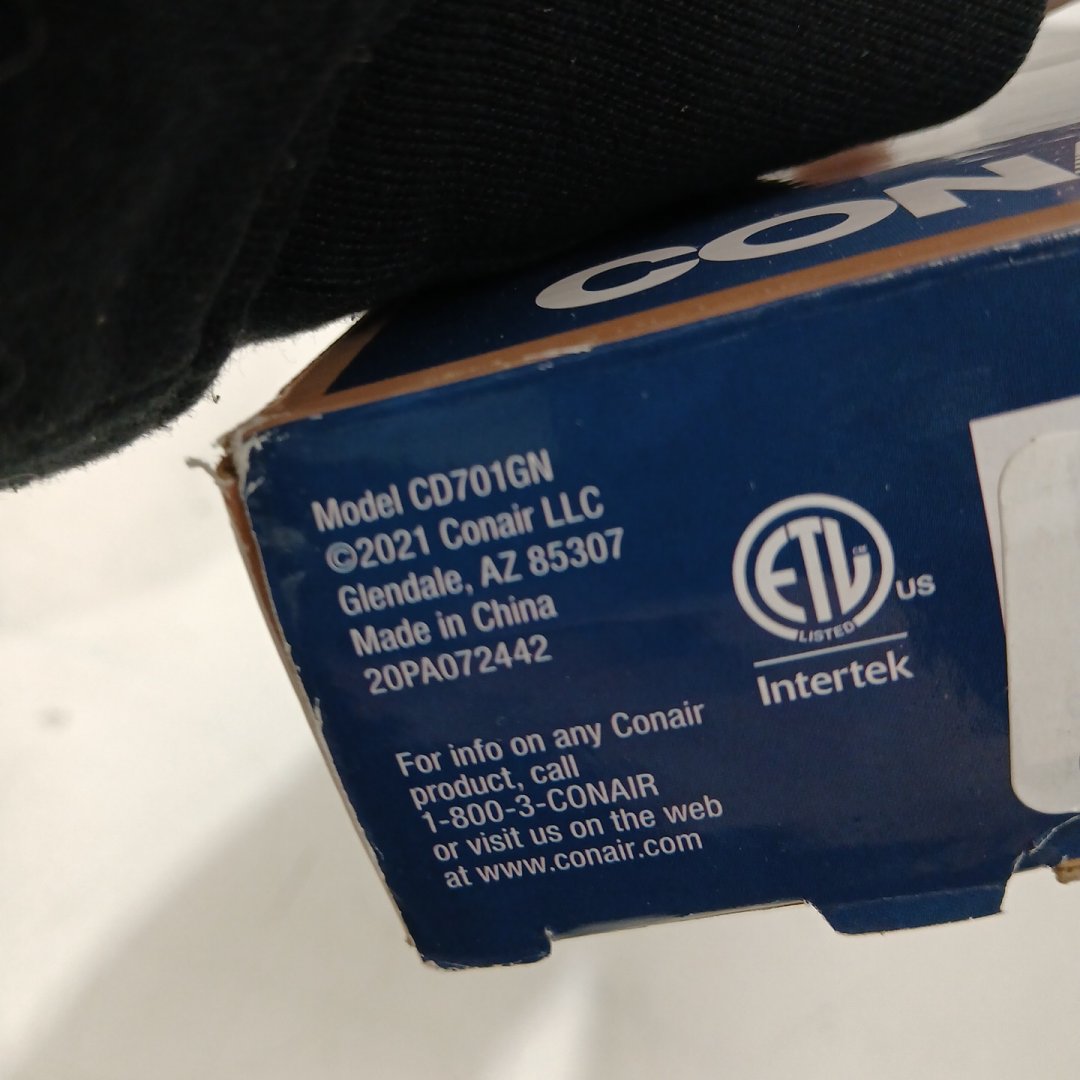 CON
Model CD701GN
©2021 Conair LLC
Glendale, AZ 85307
Made in China
20PA072442
For info on any Conair
product, call
1-800-3-CONAIR
or visit us on the web
at www.conair.com
ETL
CM
LISTED
US
Intertek